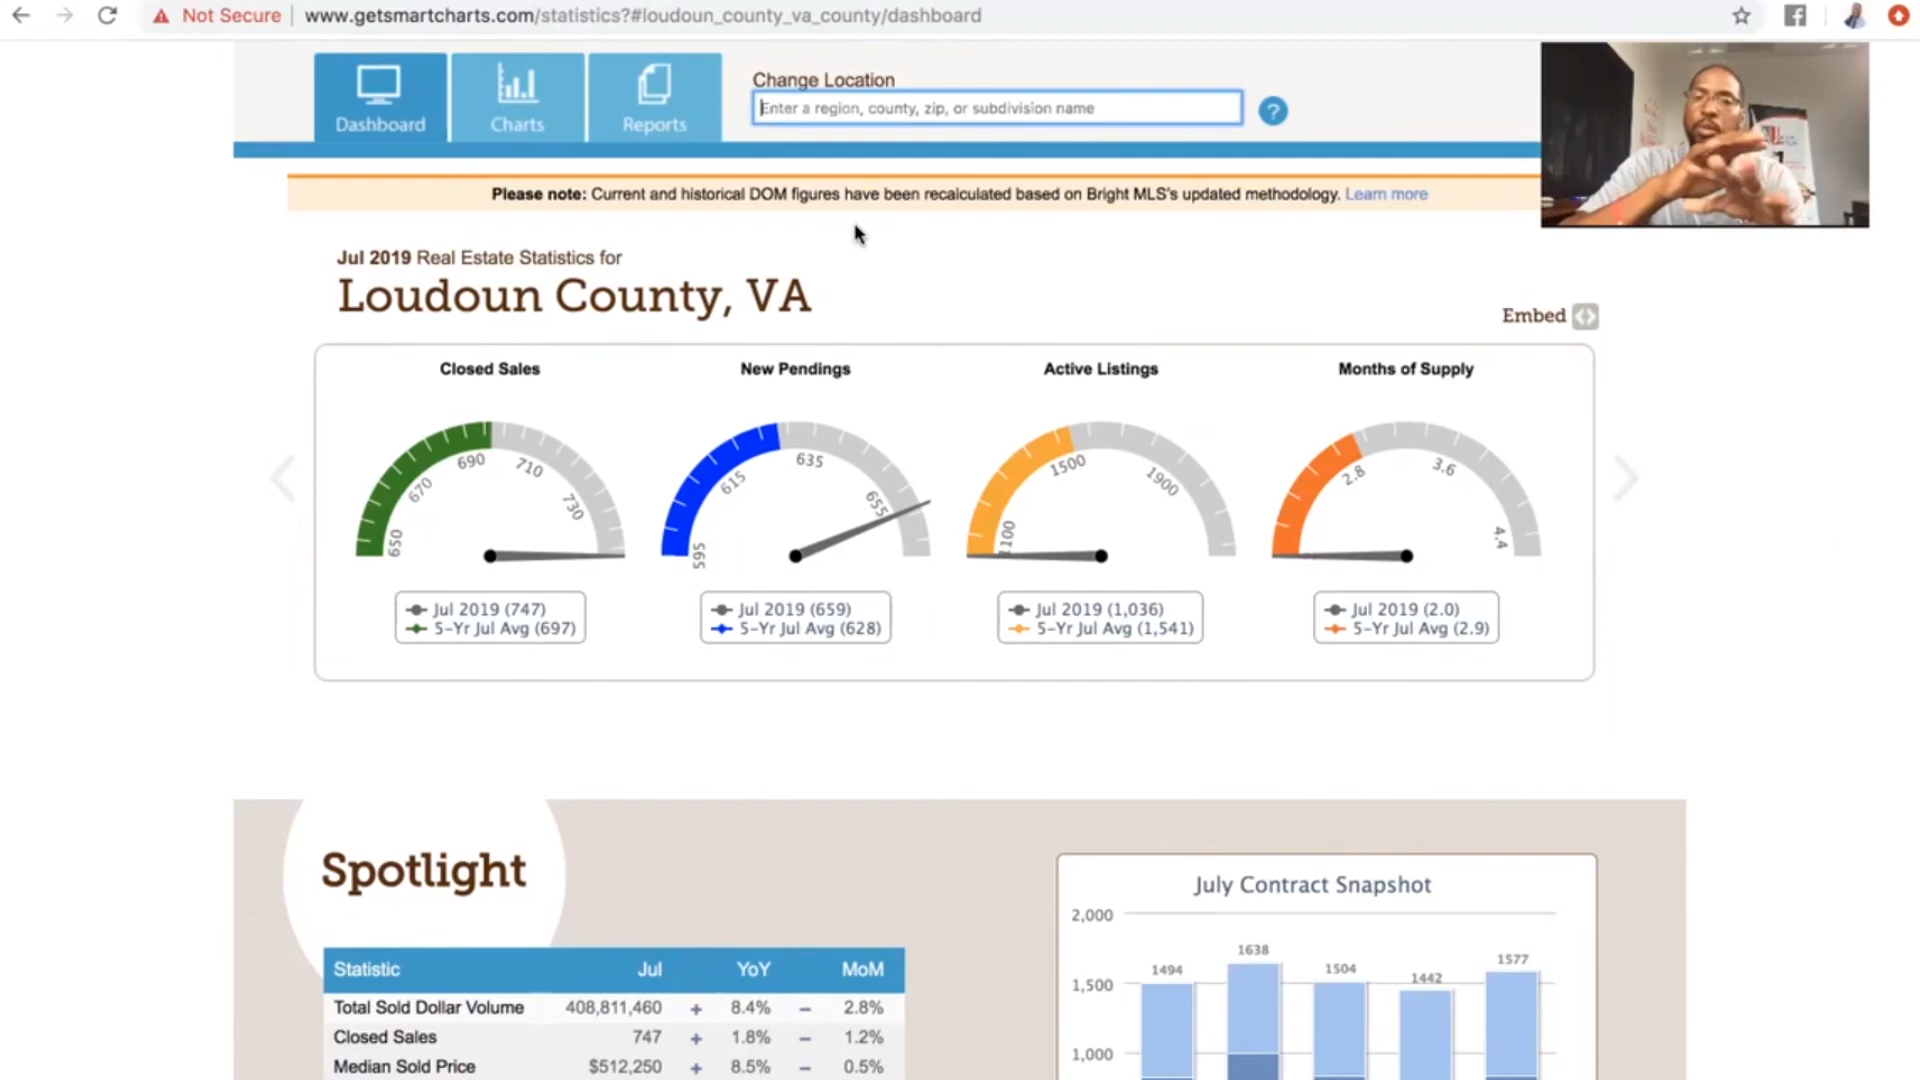 Not Secure
www.getsmartcharts.com/statistics?#loudoun_county_va_county/dashboard
Dashboard
Charts
Reports
Change Location
Enter a region, county, zip, or subdivision name
?
Please note: Current and historical DOM figures have been recalculated based on Bright MLS's updated methodology. Learn more
Jul 2019 Real Estate Statistics for
Loudoun County, VA
Embed
Closed Sales
650
670
690
710
730
Jul 2019 (747)
5-Yr Jul Avg (697)
New Pendings
595
615
635
655
Jul 2019 (659)
5-Yr Jul Avg (628)
Active Listings
1100
1500
1900
Jul 2019 (1,036)
5-Yr Jul Avg (1,541)
Months of Supply
2.8
3.6
4.4
Jul 2019 (2.0)
5-Yr Jul Avg (2.9)
Spotlight
Statistic Jul YoY MoM
Total Sold Dollar Volume 408,811,460 + 8.4% – 2.8%
Closed Sales 747 + 1.8% – 1.2%
Median Sold Price $512,250 + 8.5% – 0.5%
July Contract Snapshot
2,000
1,500
1,000
1494
1638
1504
1442
1577